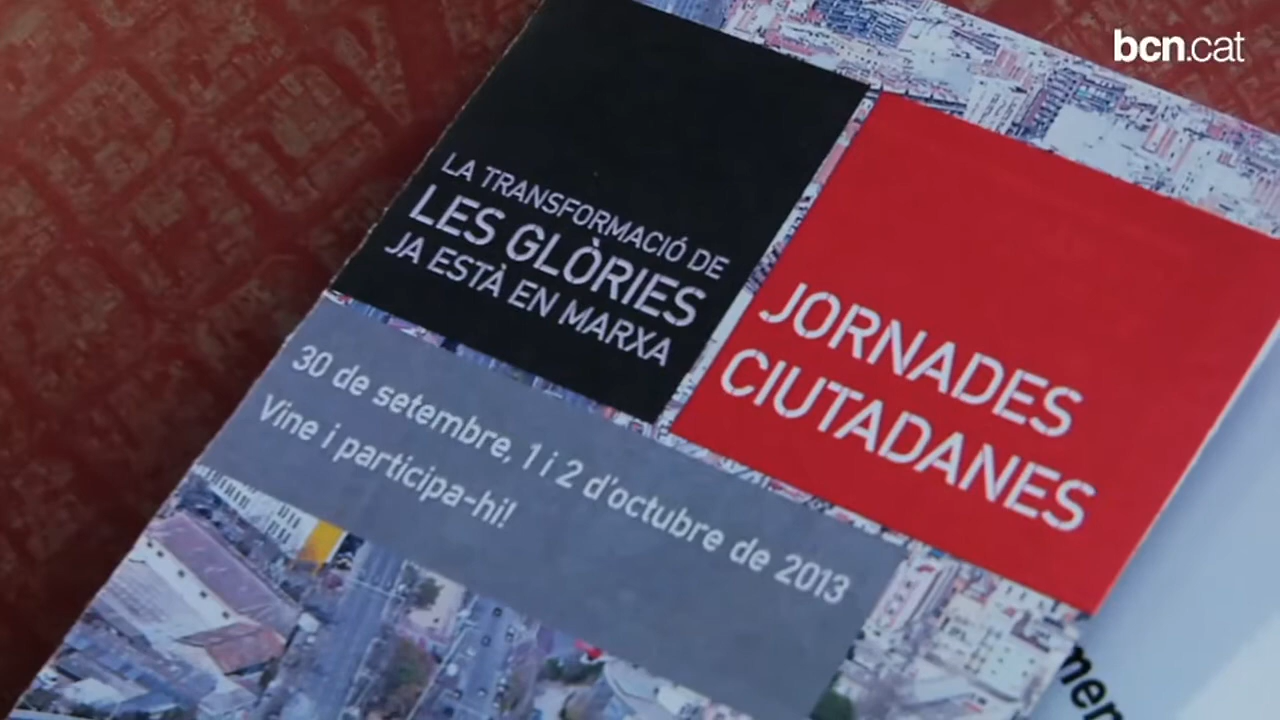 bcn.cat
LA TRANSFORMACIÓ DE
LES GLÒRIES
JA ESTÀ EN MARXA
JORNADES
CIUTADANES
30 de setembre, 1 i 2 d'octubre de 2013
Vine i participa-hi!